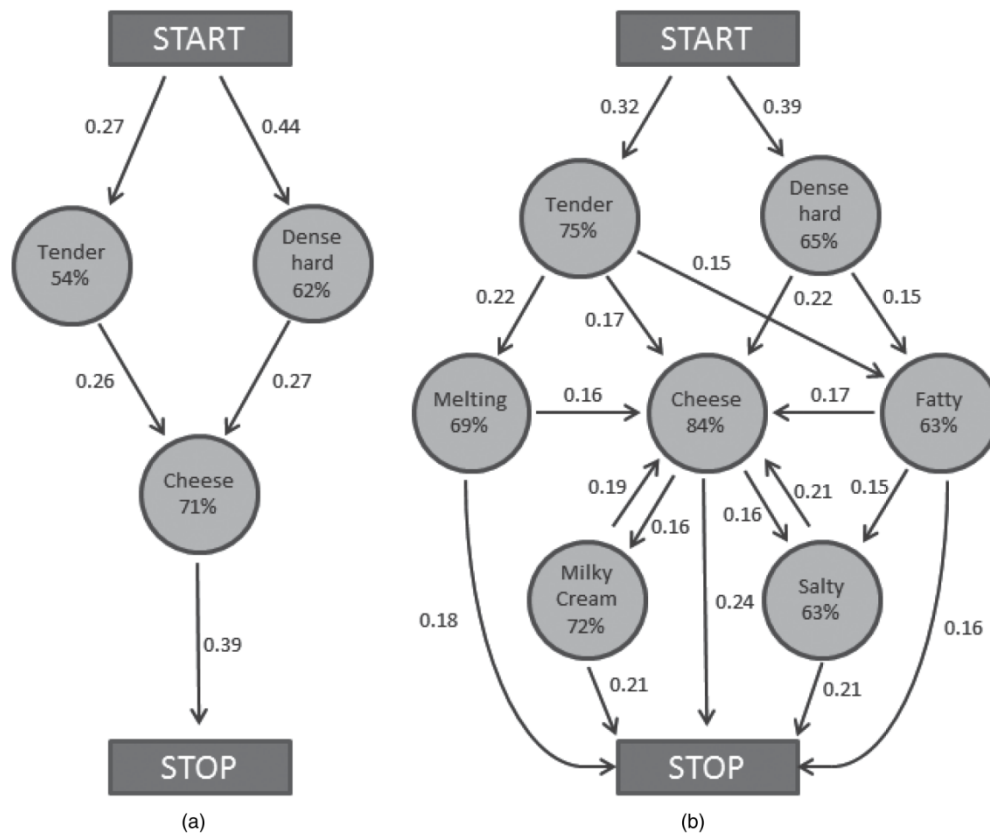 START
0.27
0.44
Tender
54%
Dense
hard
62%
0.26
0.27
Cheese
71%
0.39
STOP
(a)
START
0.32
0.39
Tender
75%
Dense
hard
65%
0.15
0.22
0.17
0.22
0.15
Melting
69%
0.16
Cheese
84%
0.17
Fatty
63%
0.19
0.16
0.16
0.21
0.15
Milky
Cream
72%
Salty
63%
0.18
0.24
0.16
0.21
0.21
STOP
(b)